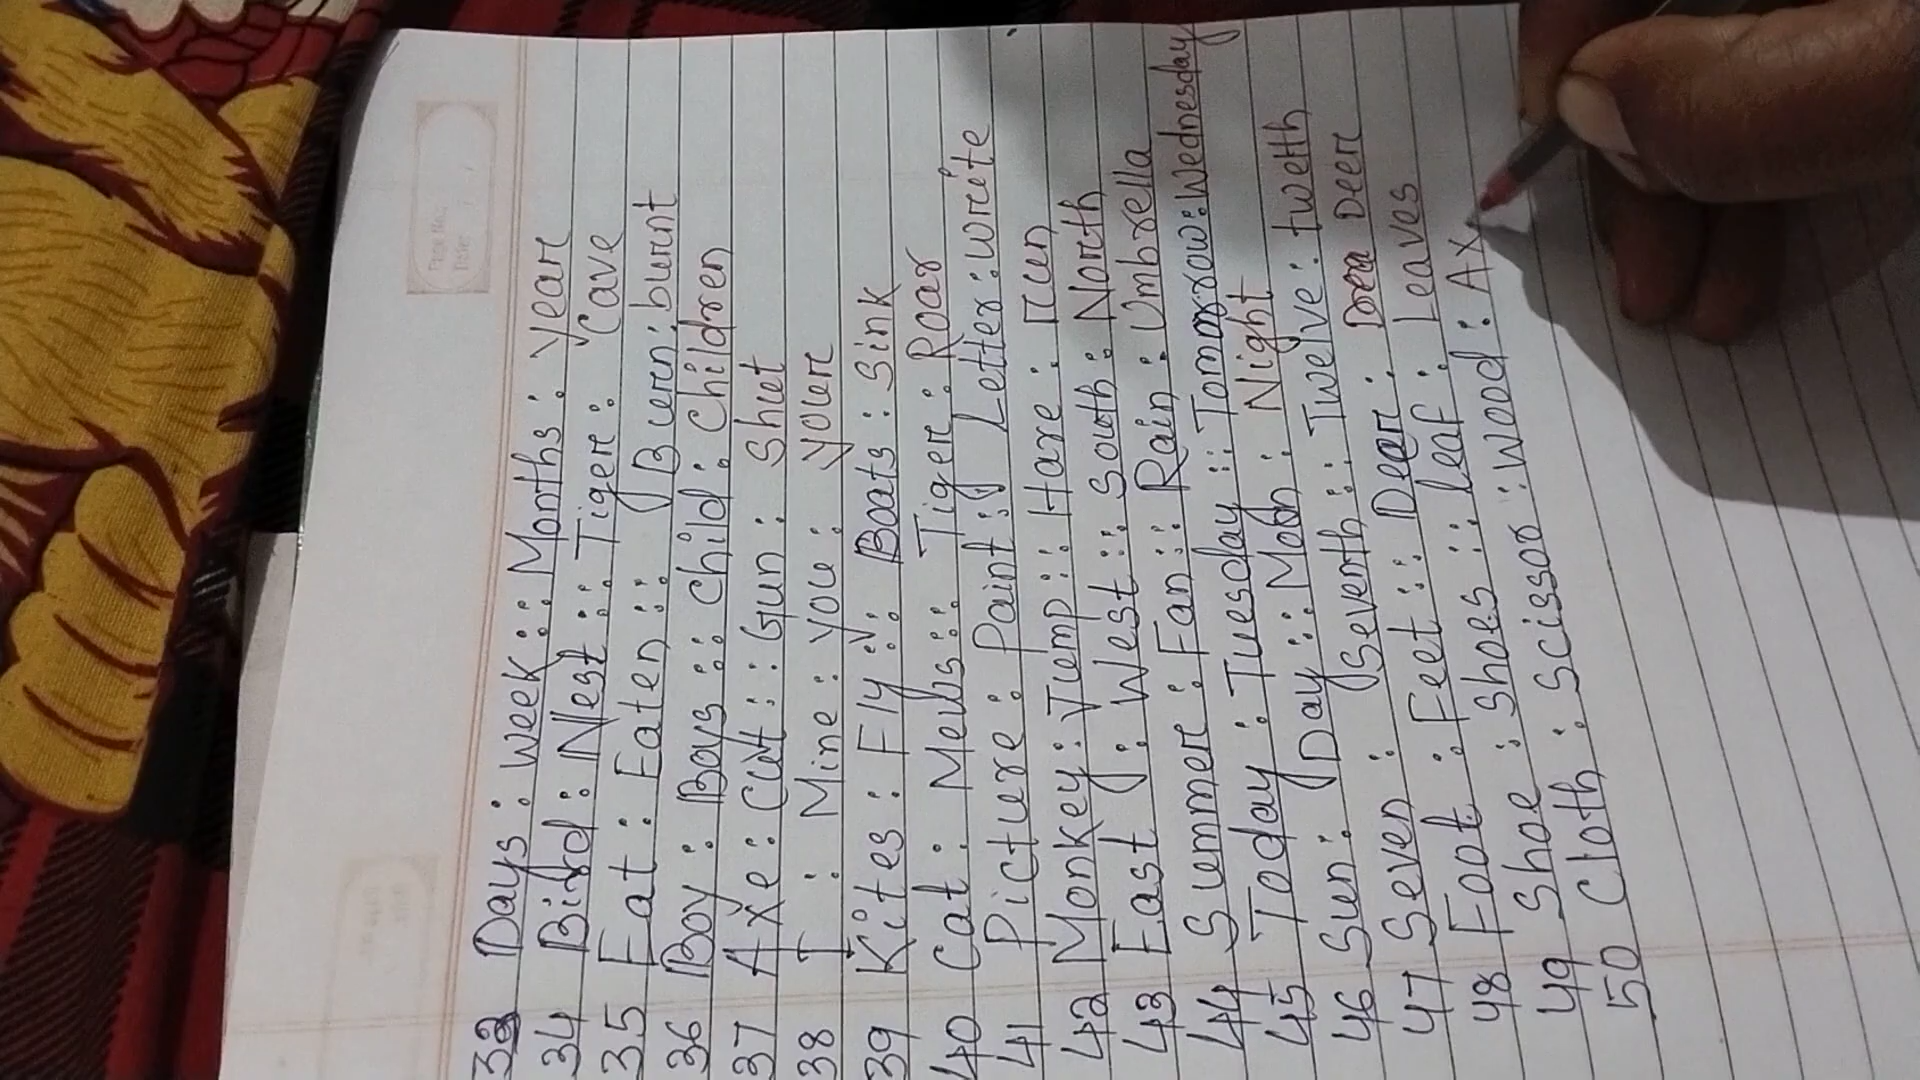 33 Days : week :: Months : Year
34 Bird : Nest :: Tiger : Cave
35 Eat : Eaten :: Burn : burnt
36 Boy : Boys :: child : children
37 Axe : Cut :: Gun : Shut
38 I : Mine : you : your
39 Kites : Fly :: Boats : Sink
40 Cat : Mews :: Tiger : Roar
41 Picture : Paint : Letter : write
42 Monkey : Jump :: Hare : run
43 East : West :: South : North
44 Summer : Fan :: Rain : Umbrella
45 Today : Tuesday :: Tomorrow : Wednesday
46 Sun : Day :: Moon : Night
47 Seven : Seventh :: Twelve : twelth
48 Foot : Feet :: Deer : Deer
49 Shoe : Shoes :: leaf : Leaves
50 Cloth : Scissor :: Wood : Ax